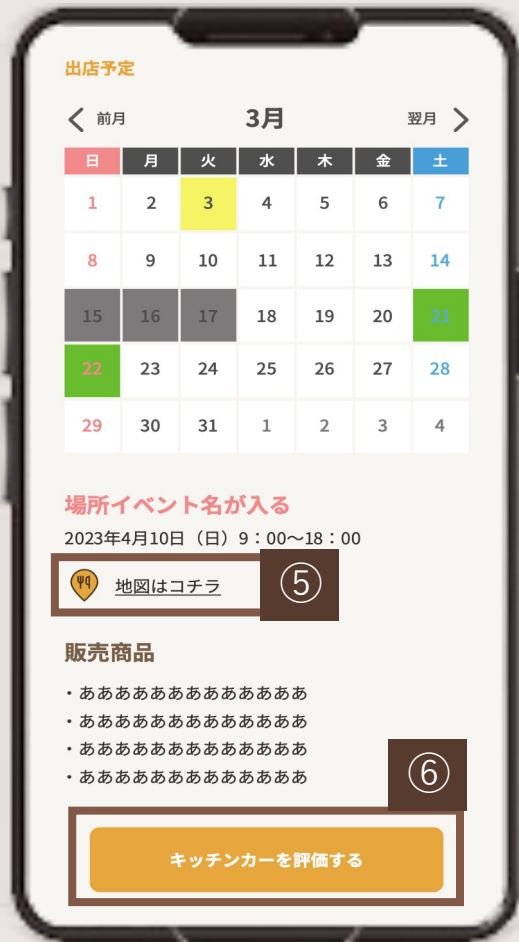 出店予定
前月 3月 翌月
日 月 火 水 木 金 土
1 2 3 4 5 6 7
8 9 10 11 12 13 14
15 16 17 18 19 20 21
22 23 24 25 26 27 28
29 30 31 1 2 3 4
場所イベント名が入る
2023年4月10日（日）9：00〜18：00
地図はコチラ
⑤
販売商品
・あああああああああああああ
・あああああああああああああ
・あああああああああああああ
・あああああああああああああ
⑥
キッチンカーを評価する